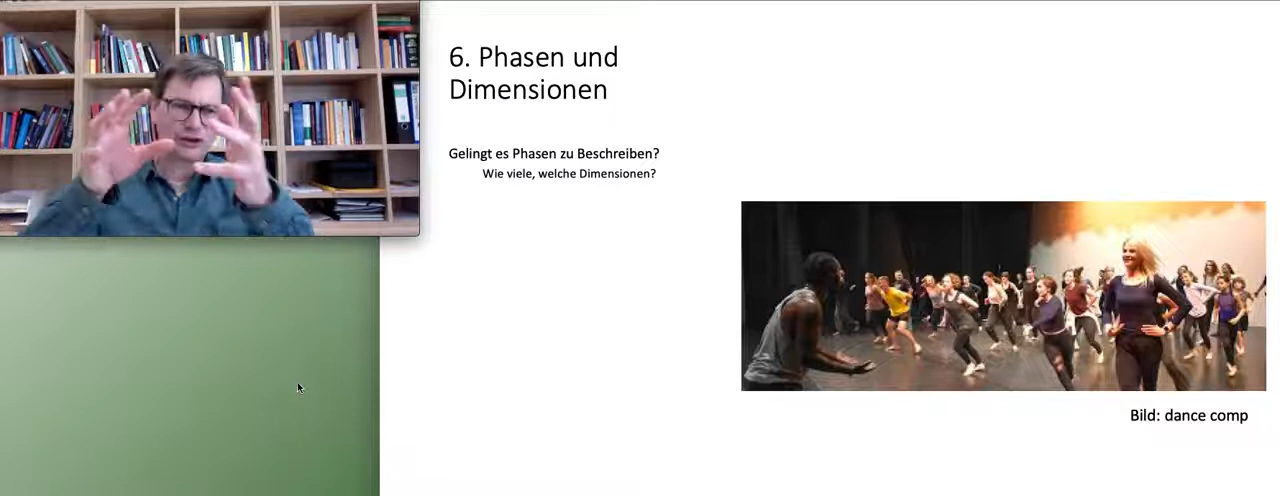 6. Phasen und
Dimensionen
Gelingt es Phasen zu Beschreiben?
Wie viele, welche Dimensionen?
Bild: dance comp